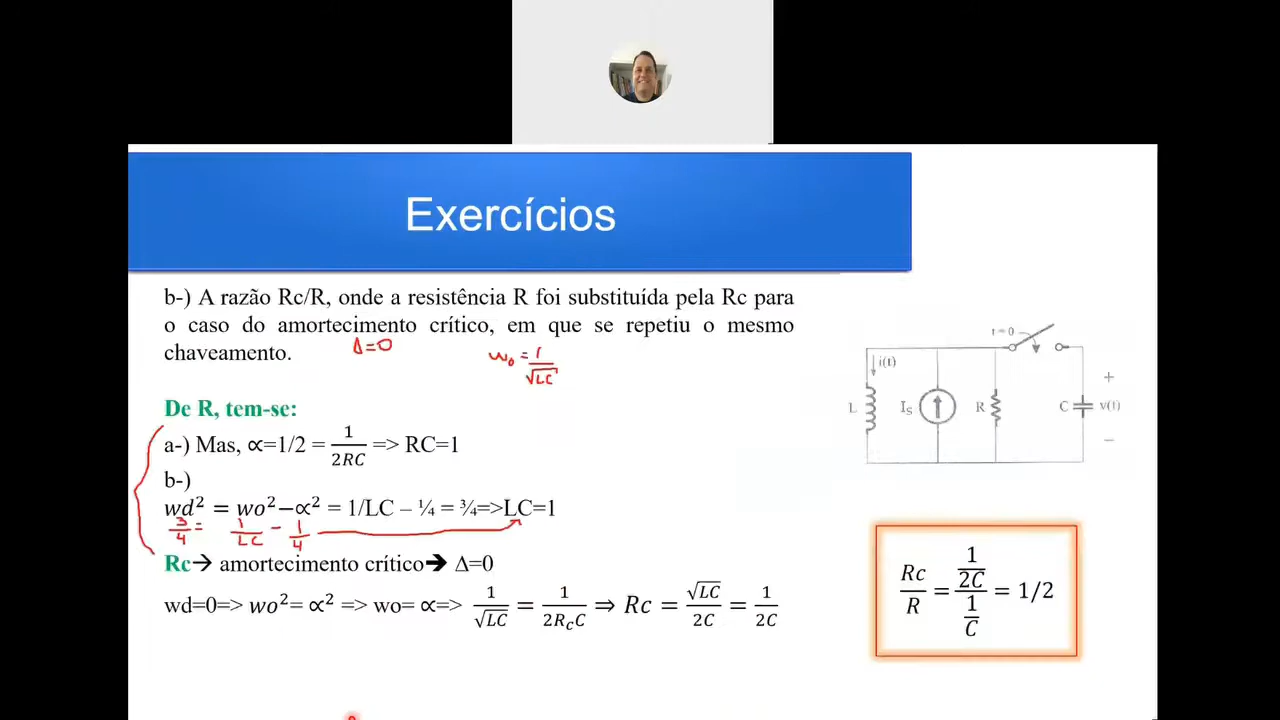 Exercícios
b-) A razão Rc/R, onde a resistência R foi substituída pela Rc para
o caso do amortecimento crítico, em que se repetiu o mesmo
chaveamento.
Δ=0
w₀ = 1/√LC
De R, tem-se:
a-) Mas, ∝=1/2 = 1/2RC => RC=1
b-)
wd² = wo²−∝² = 1/LC – ¼ = ¾=>LC=1
3/4 = 1/LC - 1/4
Rc→ amortecimento crítico→ Δ=0
wd=0=> wo²= ∝² => wo= ∝=> 1/√LC = 1/2R_cC ⇒ Rc = √LC/2C = 1/2C
t=0
i(t)
L
I_S
R
C
+
v(t)
−
Rc/R = (1/2C)/(1/C) = 1/2